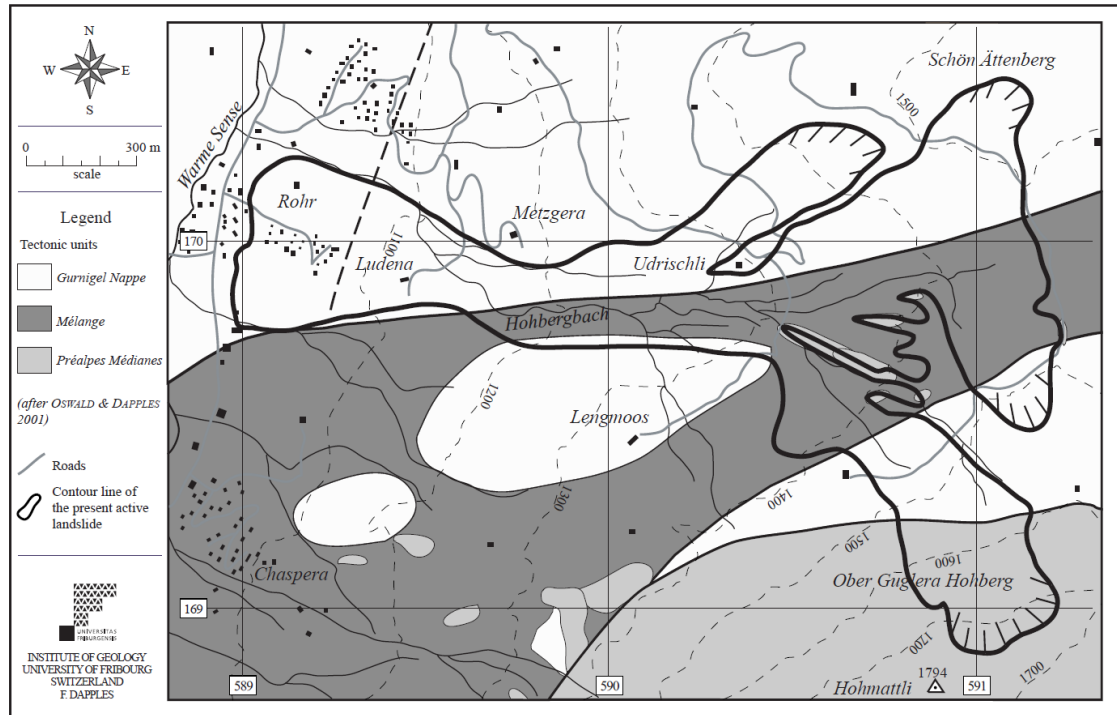 N
W
E
S
0
300 m
scale
Legend
Tectonic units
Gurnigel Nappe
Mélange
Préalpes Médianes
(after OSWALD & DAPPLES
2001)
Roads
Contour line of
the present active
landslide
UNIVERSITAS
FRIBURGENSIS
INSTITUTE OF GEOLOGY
UNIVERSITY OF FRIBOURG
SWITZERLAND
F. DAPPLES
Schön Ättenberg
1500
Warme Sense
Rohr
Metzgera
170
1100
Ludena
Udrischli
Hohbergbach
1200
Lengmoos
1300
1400
1500
1600
Chaspera
Ober Guglera Hohberg
169
1700
1700
589
590
1794
591
Hohmattli